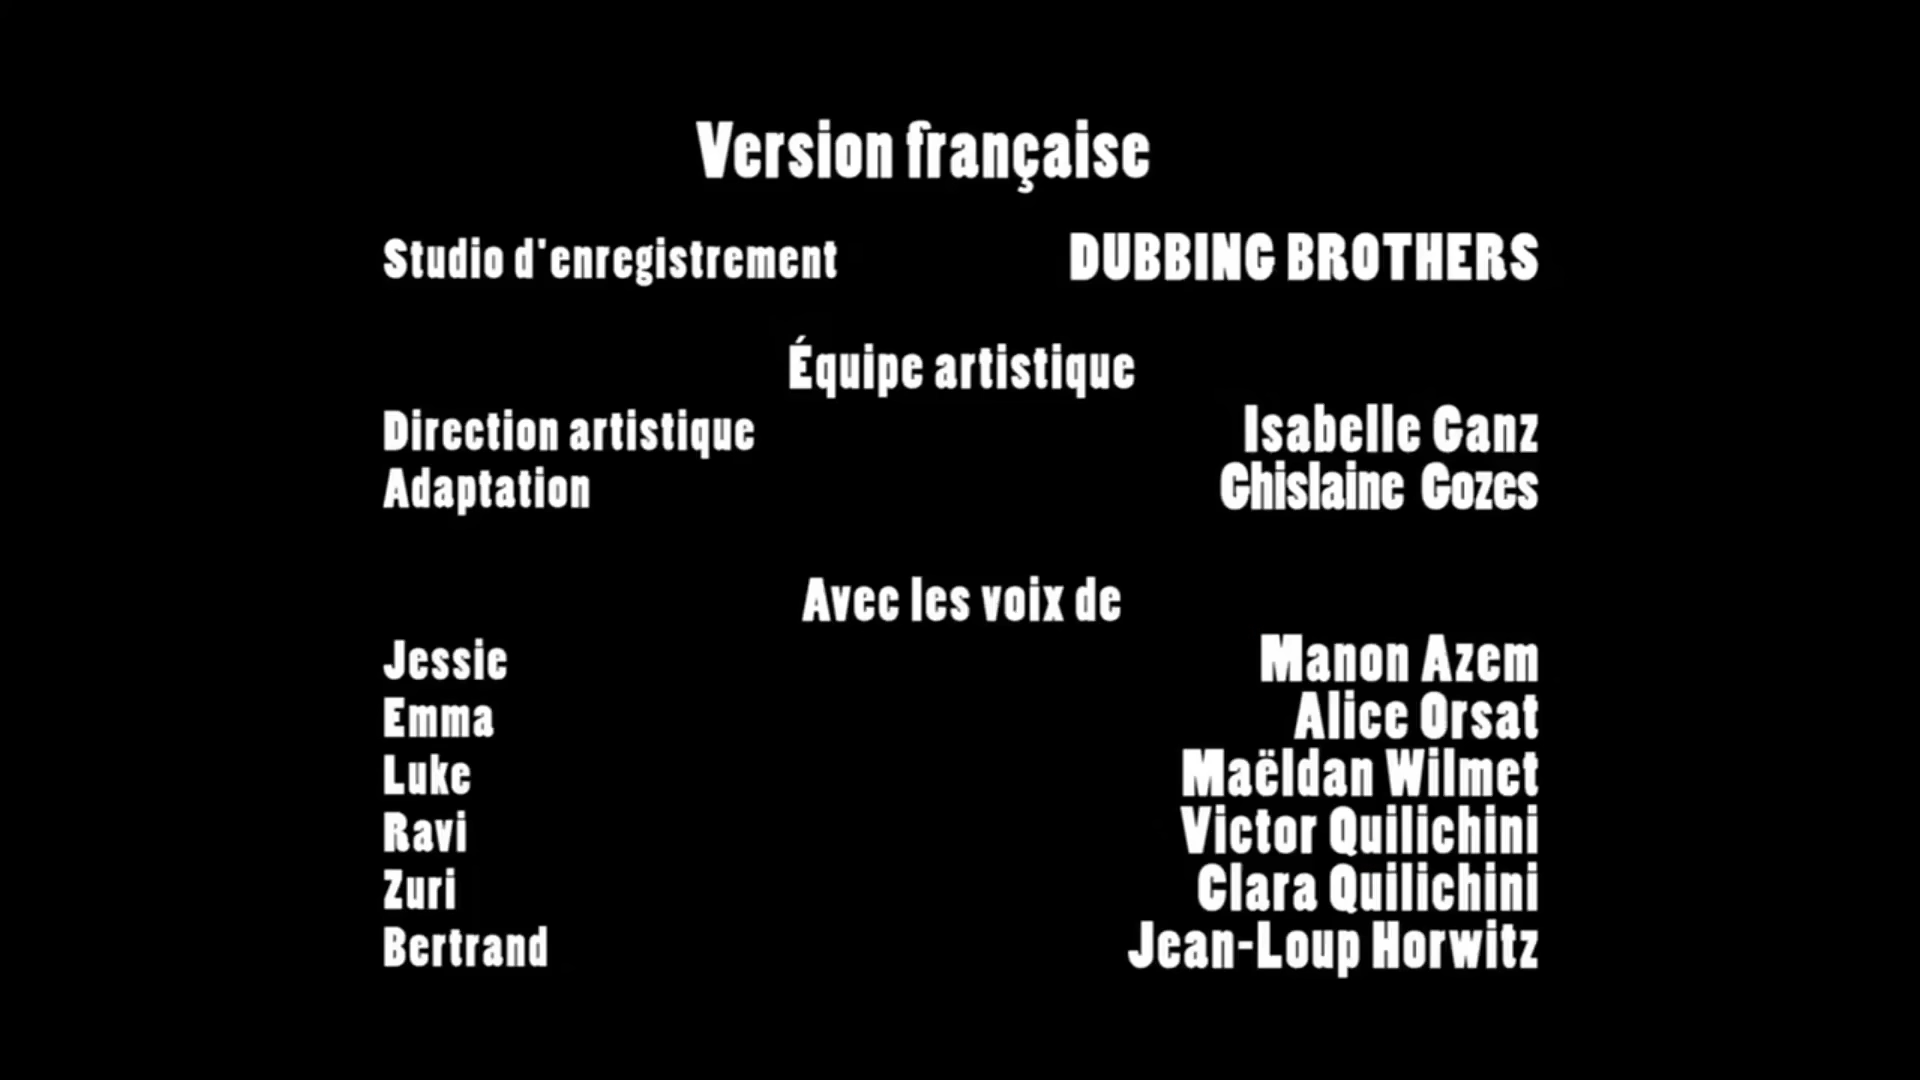 Version française
Studio d'enregistrement DUBBING BROTHERS
Équipe artistique
Direction artistique Isabelle Ganz
Adaptation Ghislaine Gozes
Avec les voix de
Jessie Manon Azem
Emma Alice Orsat
Luke Maëldan Wilmet
Ravi Victor Quilichini
Zuri Clara Quilichini
Bertrand Jean-Loup Horwitz